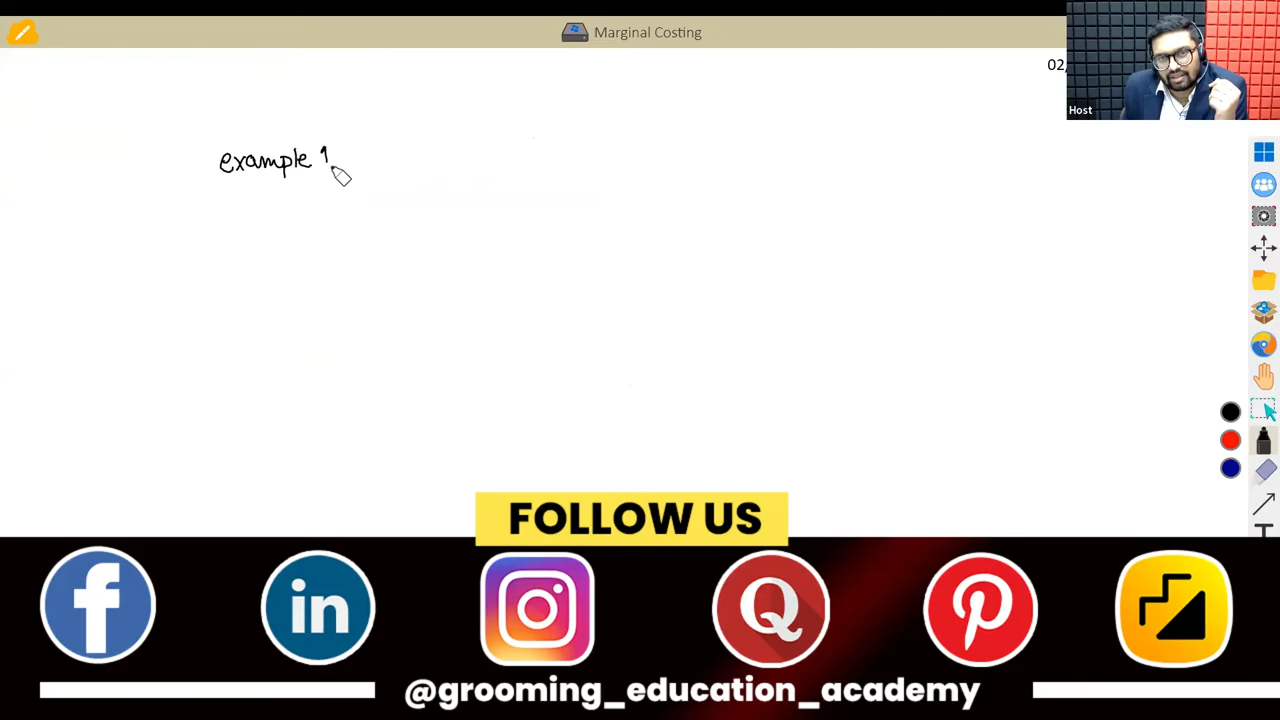 Marginal Costing
02/
Host
example 1
FOLLOW US
@grooming_education_academy